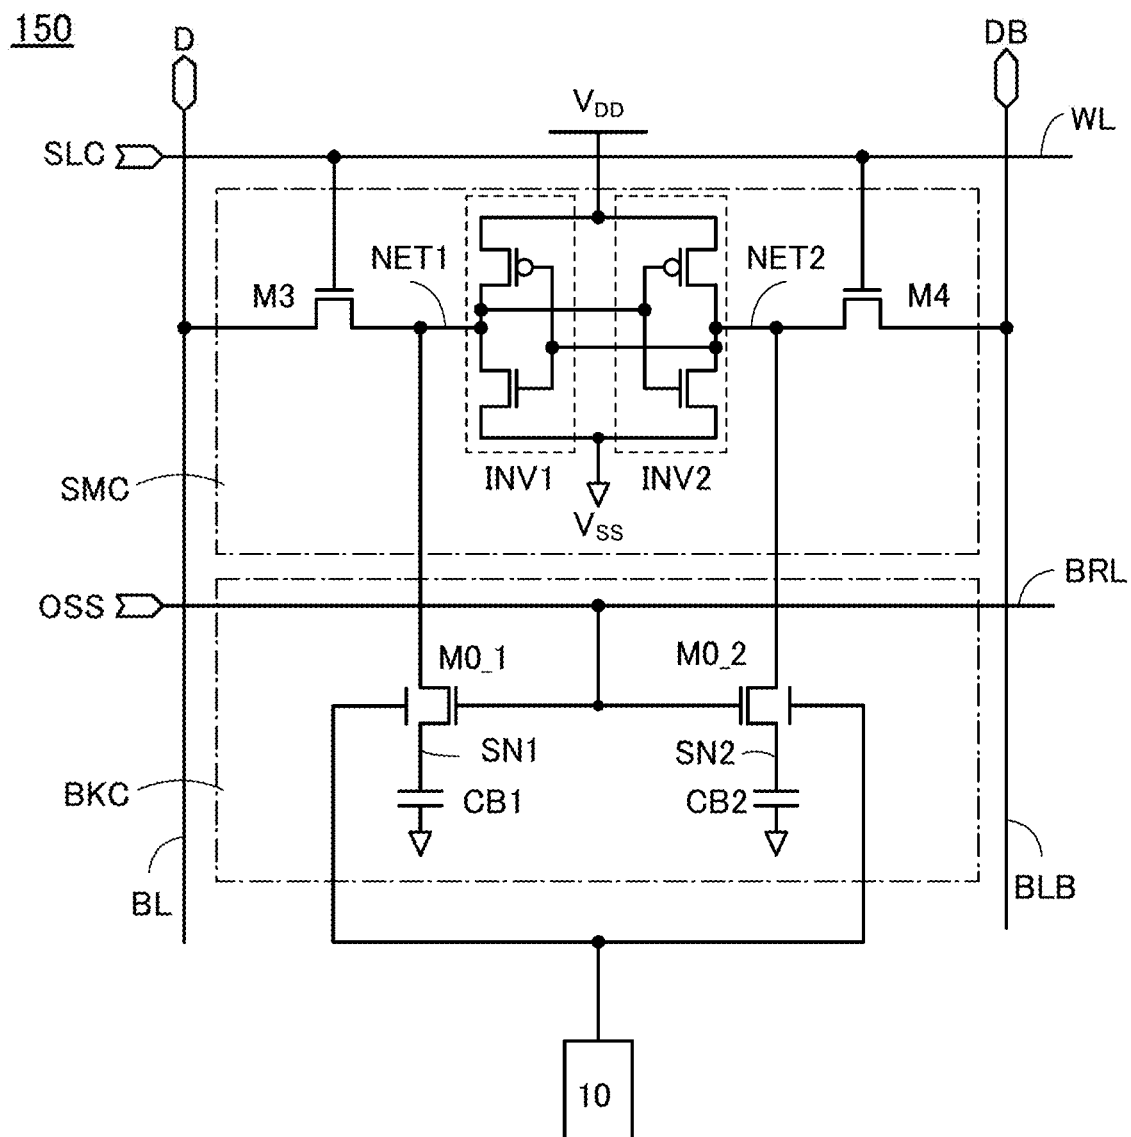 150
D
DB
VDD
SLC
WL
NET1
NET2
M3
M4
SMC
INV1
INV2
VSS
OSS
BRL
M0_1
M0_2
SN1
SN2
BKC
CB1
CB2
BL
BLB
10